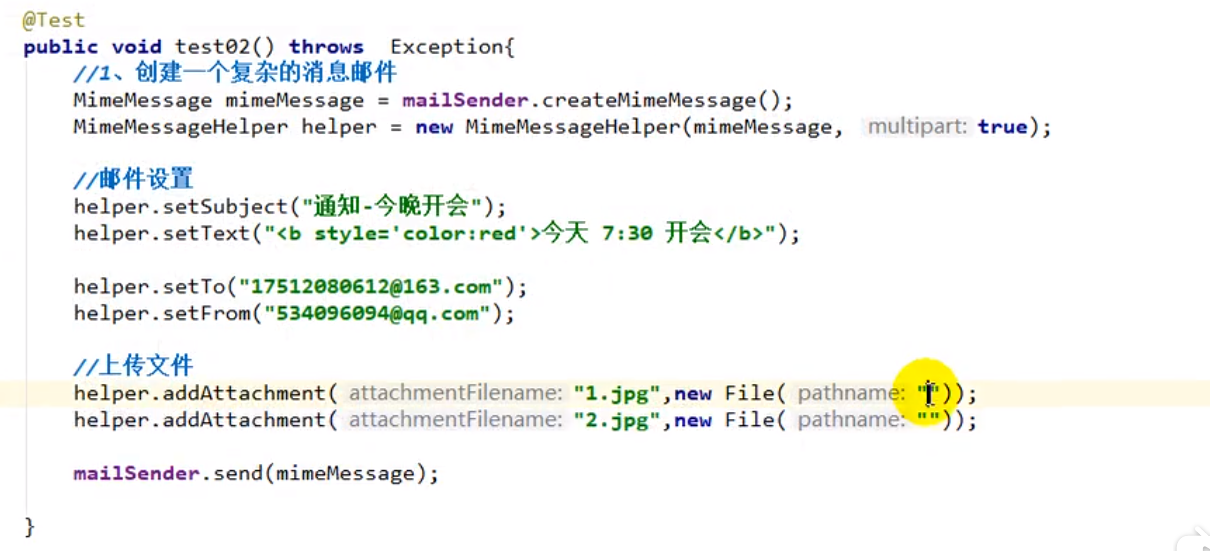 @Test
public void test02() throws  Exception{
//1、创建一个复杂的消息邮件
MimeMessage mimeMessage = mailSender.createMimeMessage();
MimeMessageHelper helper = new MimeMessageHelper(mimeMessage, multipart: true);
//邮件设置
helper.setSubject("通知-今晚开会");
helper.setText("<b style='color:red'>今天 7:30 开会</b>");
helper.setTo("17512080612@163.com");
helper.setFrom("534096094@qq.com");
//上传文件
helper.addAttachment( attachmentFilename: "1.jpg",new File( pathname: ""));
helper.addAttachment( attachmentFilename: "2.jpg",new File( pathname: ""));
mailSender.send(mimeMessage);
}